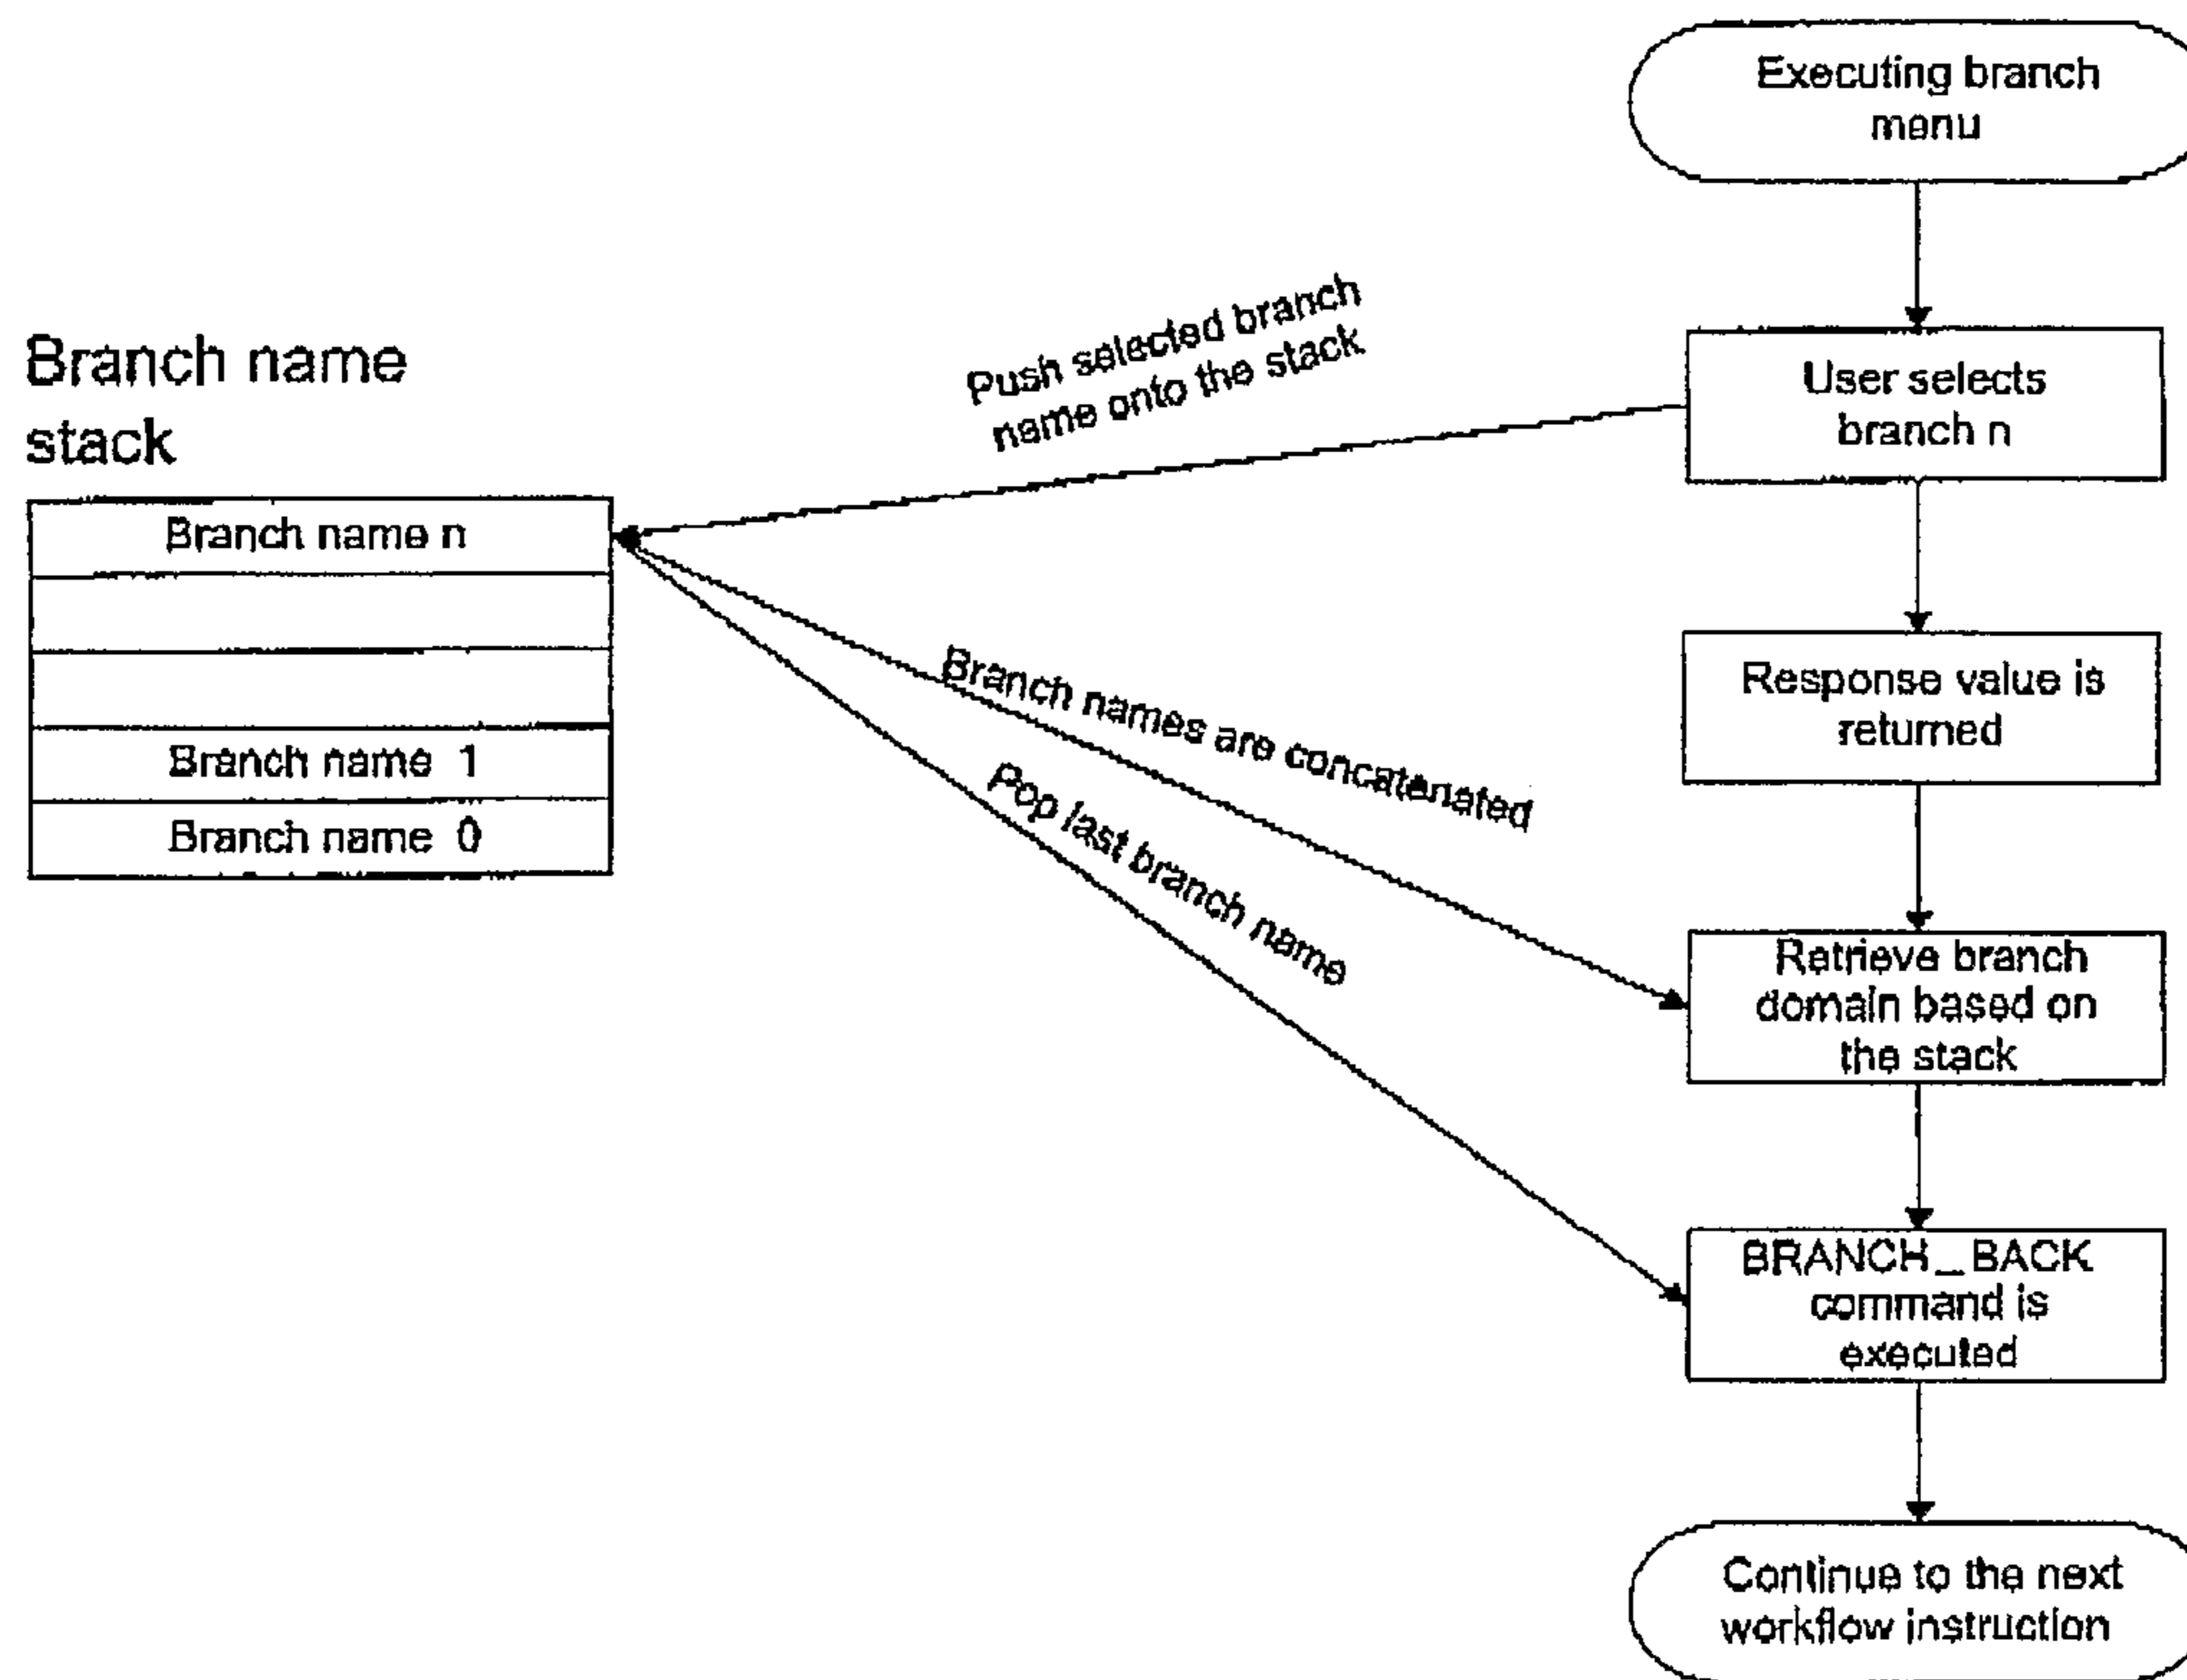 Executing branch
menu
Push selected branch
name onto the stack
User selects
branch n
Branch name
stack
Branch name n
Branch name 1
Branch name 0
Response value is
returned
Branch names are concatenated
Pop last branch name
Retrieve branch
domain based on
the stack
BRANCH_BACK
command is
executed
Continue to the next
workflow instruction